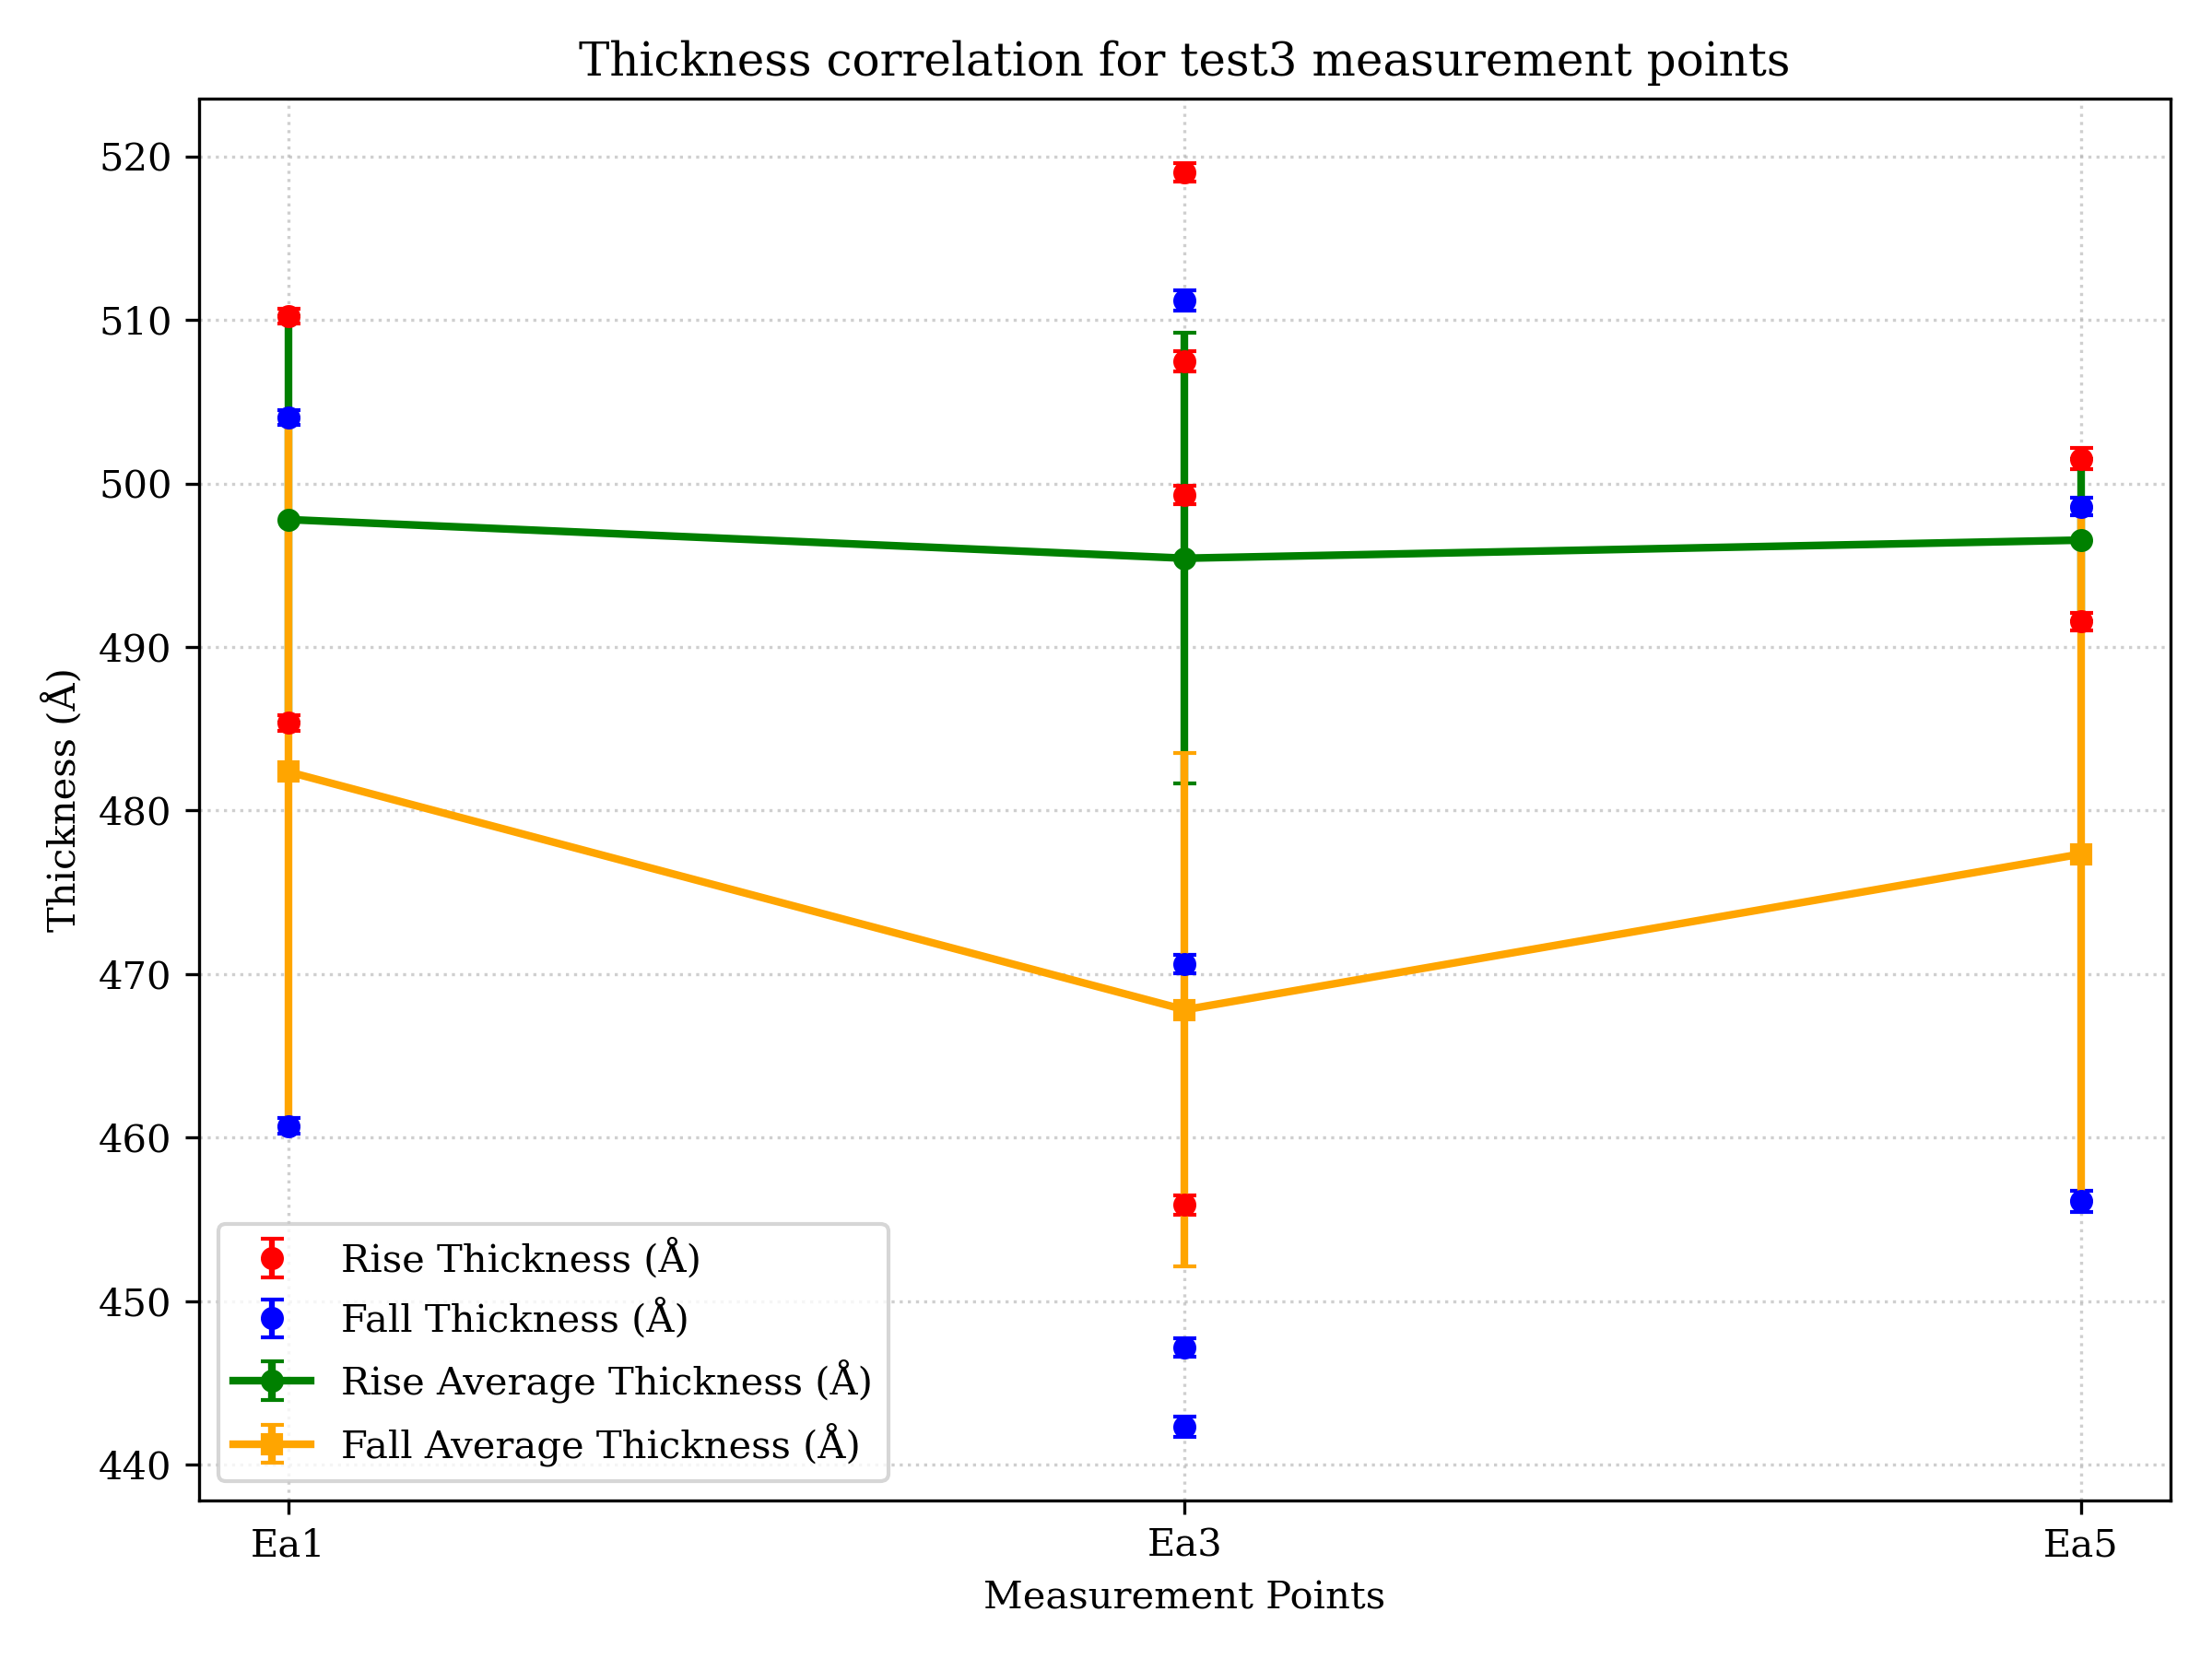 Thickness correlation for test3 measurement points
520
510
500
490
480
470
460
450
440
Thickness (Å)
Rise Thickness (Å)
Fall Thickness (Å)
Rise Average Thickness (Å)
Fall Average Thickness (Å)
Ea1 Ea3 Ea5
Measurement Points